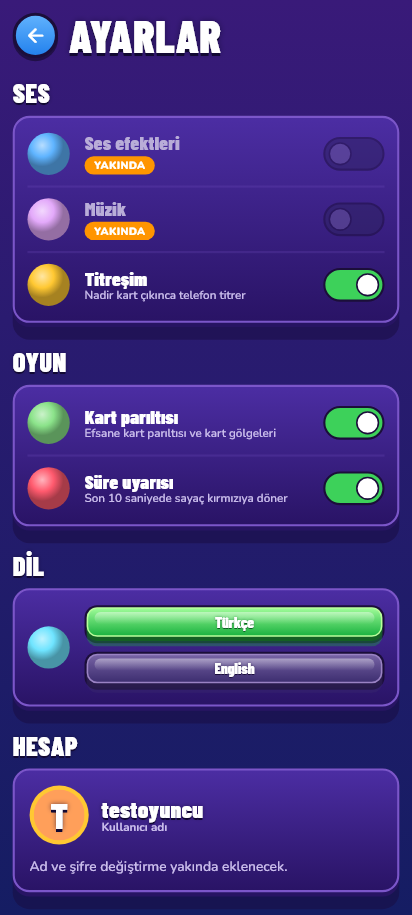 AYARLAR
SES
Ses efektleri
YAKINDA
Müzik
YAKINDA
Titreşim
Nadir kart çıkınca telefon titrer
OYUN
Kart parıltısı
Efsane kart parıltısı ve kart gölgeleri
Süre uyarısı
Son 10 saniyede sayaç kırmızıya döner
DİL
Türkçe
English
HESAP
T
testoyuncu
Kullanıcı adı
Ad ve şifre değiştirme yakında eklenecek.